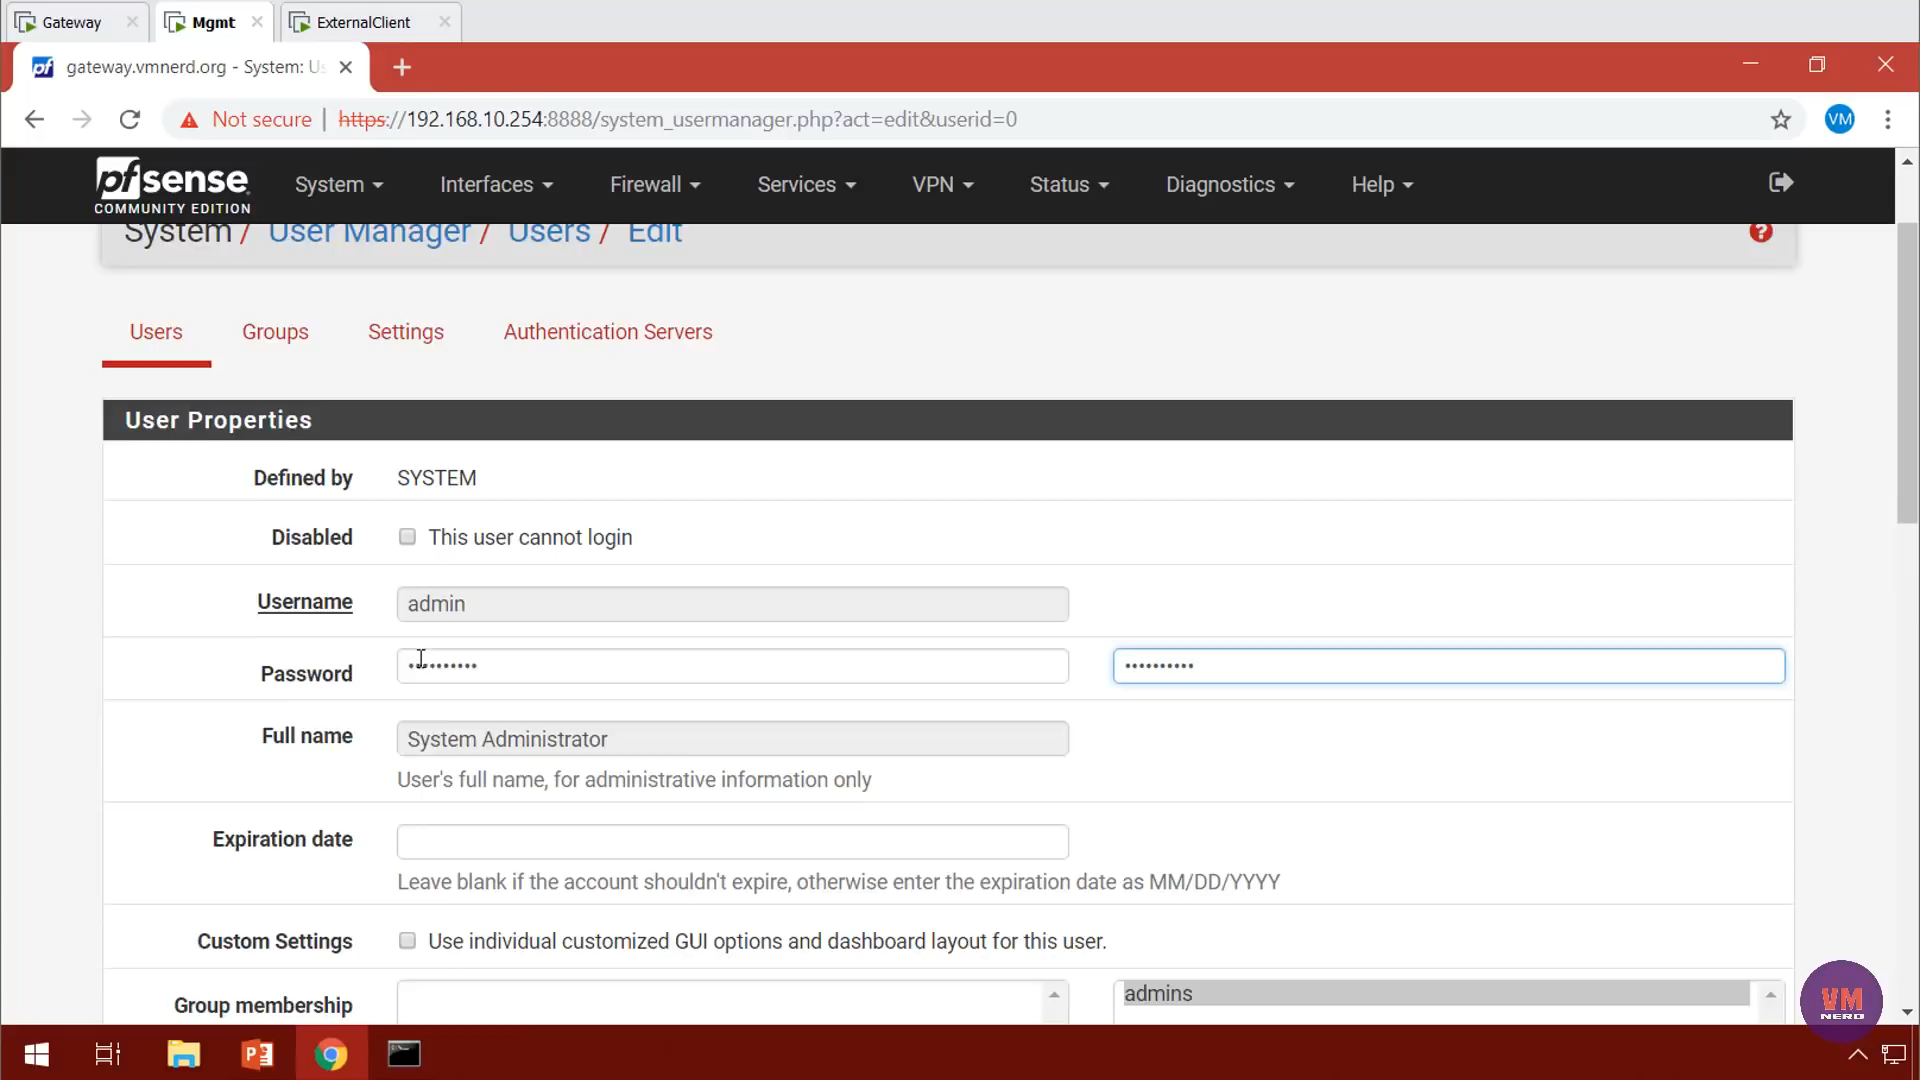 Gateway
Mgmt
ExternalClient
pf
gateway.vmnerd.org - System: Us
Not secure | https://192.168.10.254:8888/system_usermanager.php?act=edit&userid=0
VM
pfsense
COMMUNITY EDITION
System
Interfaces
Firewall
Services
VPN
Status
Diagnostics
Help
System / User Manager / Users / Edit
?
Users
Groups
Settings
Authentication Servers
User Properties
Defined by
SYSTEM
Disabled
This user cannot login
Username
admin
Password
••••••••••
••••••••••
Full name
System Administrator
User's full name, for administrative information only
Expiration date
Leave blank if the account shouldn't expire, otherwise enter the expiration date as MM/DD/YYYY
Custom Settings
Use individual customized GUI options and dashboard layout for this user.
Group membership
admins
VM
NERD